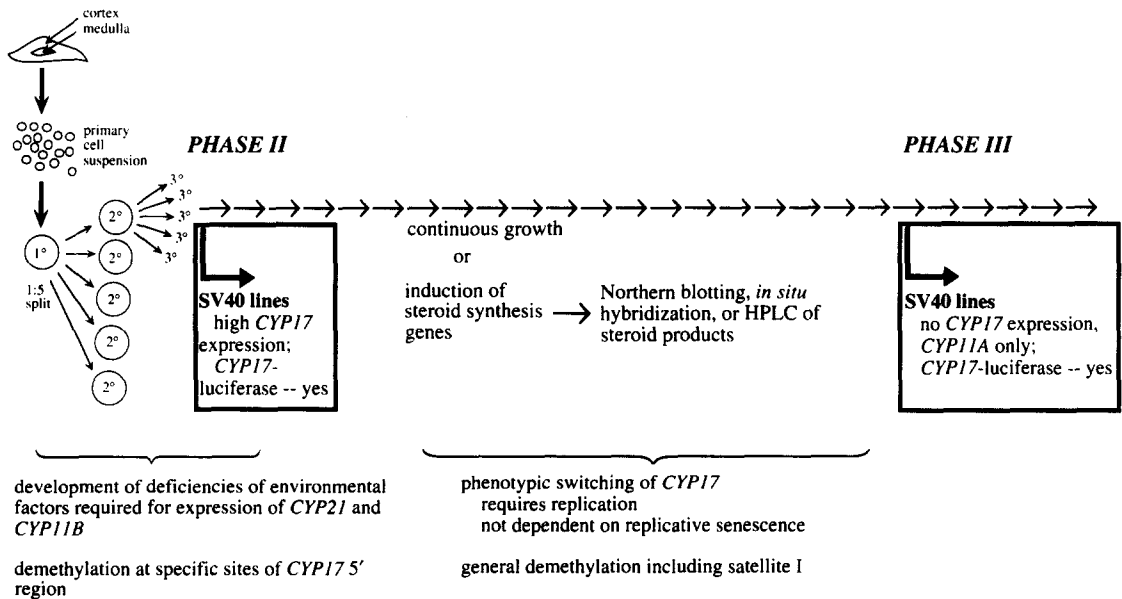 cortex
medulla
primary
cell
suspension
PHASE II
PHASE III
3°
3°
3°
3°
3°
2°
1°
2°
2°
2°
2°
1:5
split
SV40 lines
high CYP17
expression;
CYP17-
luciferase -- yes
continuous growth
or
induction of
steroid synthesis
genes
Northern blotting, in situ
hybridization, or HPLC of
steroid products
SV40 lines
no CYP17 expression,
CYP11A only;
CYP17-luciferase -- yes
development of deficiencies of environmental
factors required for expression of CYP21 and
CYP11B
demethylation at specific sites of CYP17 5′
region
phenotypic switching of CYP17
requires replication
not dependent on replicative senescence
general demethylation including satellite I